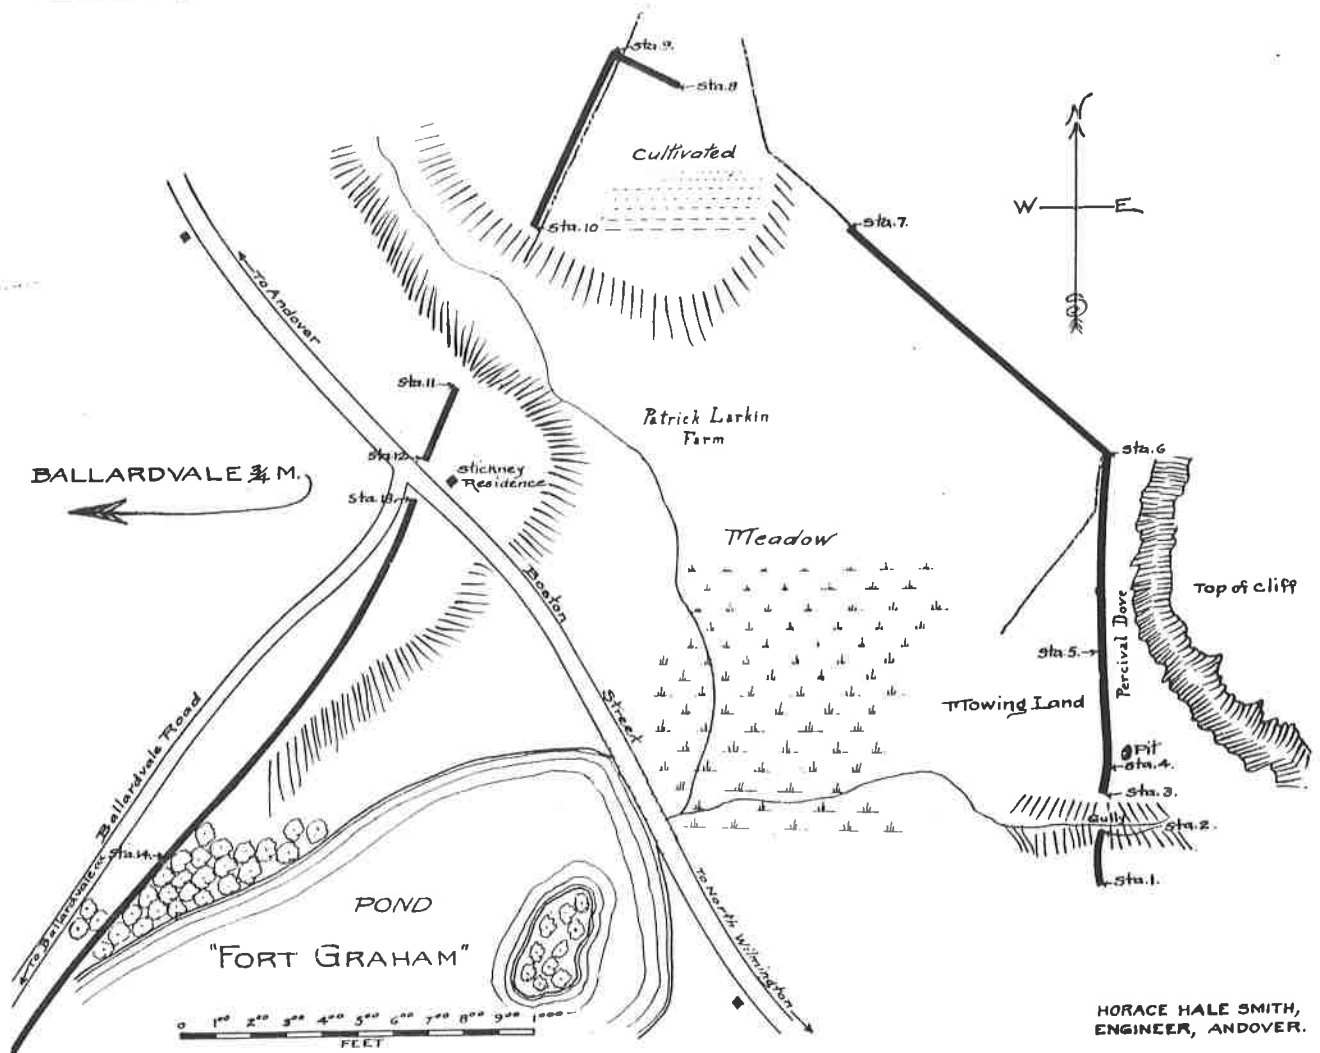 Sta. 9.
Sta. 8
Cultivated
N
W
E
Sta. 10
Sta. 7.
To Andover
Sta. 11
Patrick Larkin
Farm
Sta. 12
Sta. 6
BALLARDVALE ¾ M.
Stickney
Residence
Sta. 13
Meadow
Boston
Street
Top of Cliff
Percival Dove
Sta. 5.
Mowing Land
Ballardvale Road
Pit
Sta. 4.
Sta. 3.
Gully
Sta. 2.
Sta. 14
Sta. 1.
To Ballardvale
To North Wilmington
POND
"FORT GRAHAM"
0 100 200 300 400 500 600 700 800 900 1000
FEET
HORACE HALE SMITH,
ENGINEER, ANDOVER.